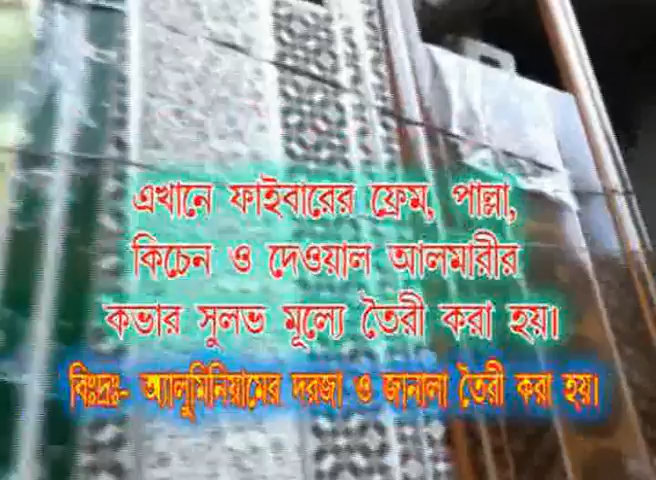 এখানে ফাইবারের ফ্রেম, পাল্লা,
কিচেন ও দেওয়াল আলমারীর
কভার সুলভ মূল্যে তৈরী করা হয়।
বিঃদ্রঃ- অ্যালুমিনিয়ামের দরজা ও জানালা তৈরী করা হয়।